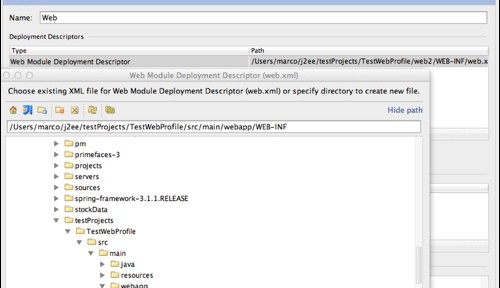 Name: Web
Deployment Descriptors
Type Path
Web Module Deployment Descriptor /Users/marco/j2ee/testProjects/TestWebProfile/web2/WEB-INF/web.x
Web Module Deployment Descriptor (web.xml)
Choose existing XML file for Web Module Deployment Descriptor (web.xml) or specify directory to create new file.
Hide path
/Users/marco/j2ee/testProjects/TestWebProfile/src/main/webapp/WEB-INF
pm
primefaces-3
projects
servers
sources
spring-framework-3.1.1.RELEASE
stockData
testProjects
TestWebProfile
src
main
java
resources
webapp